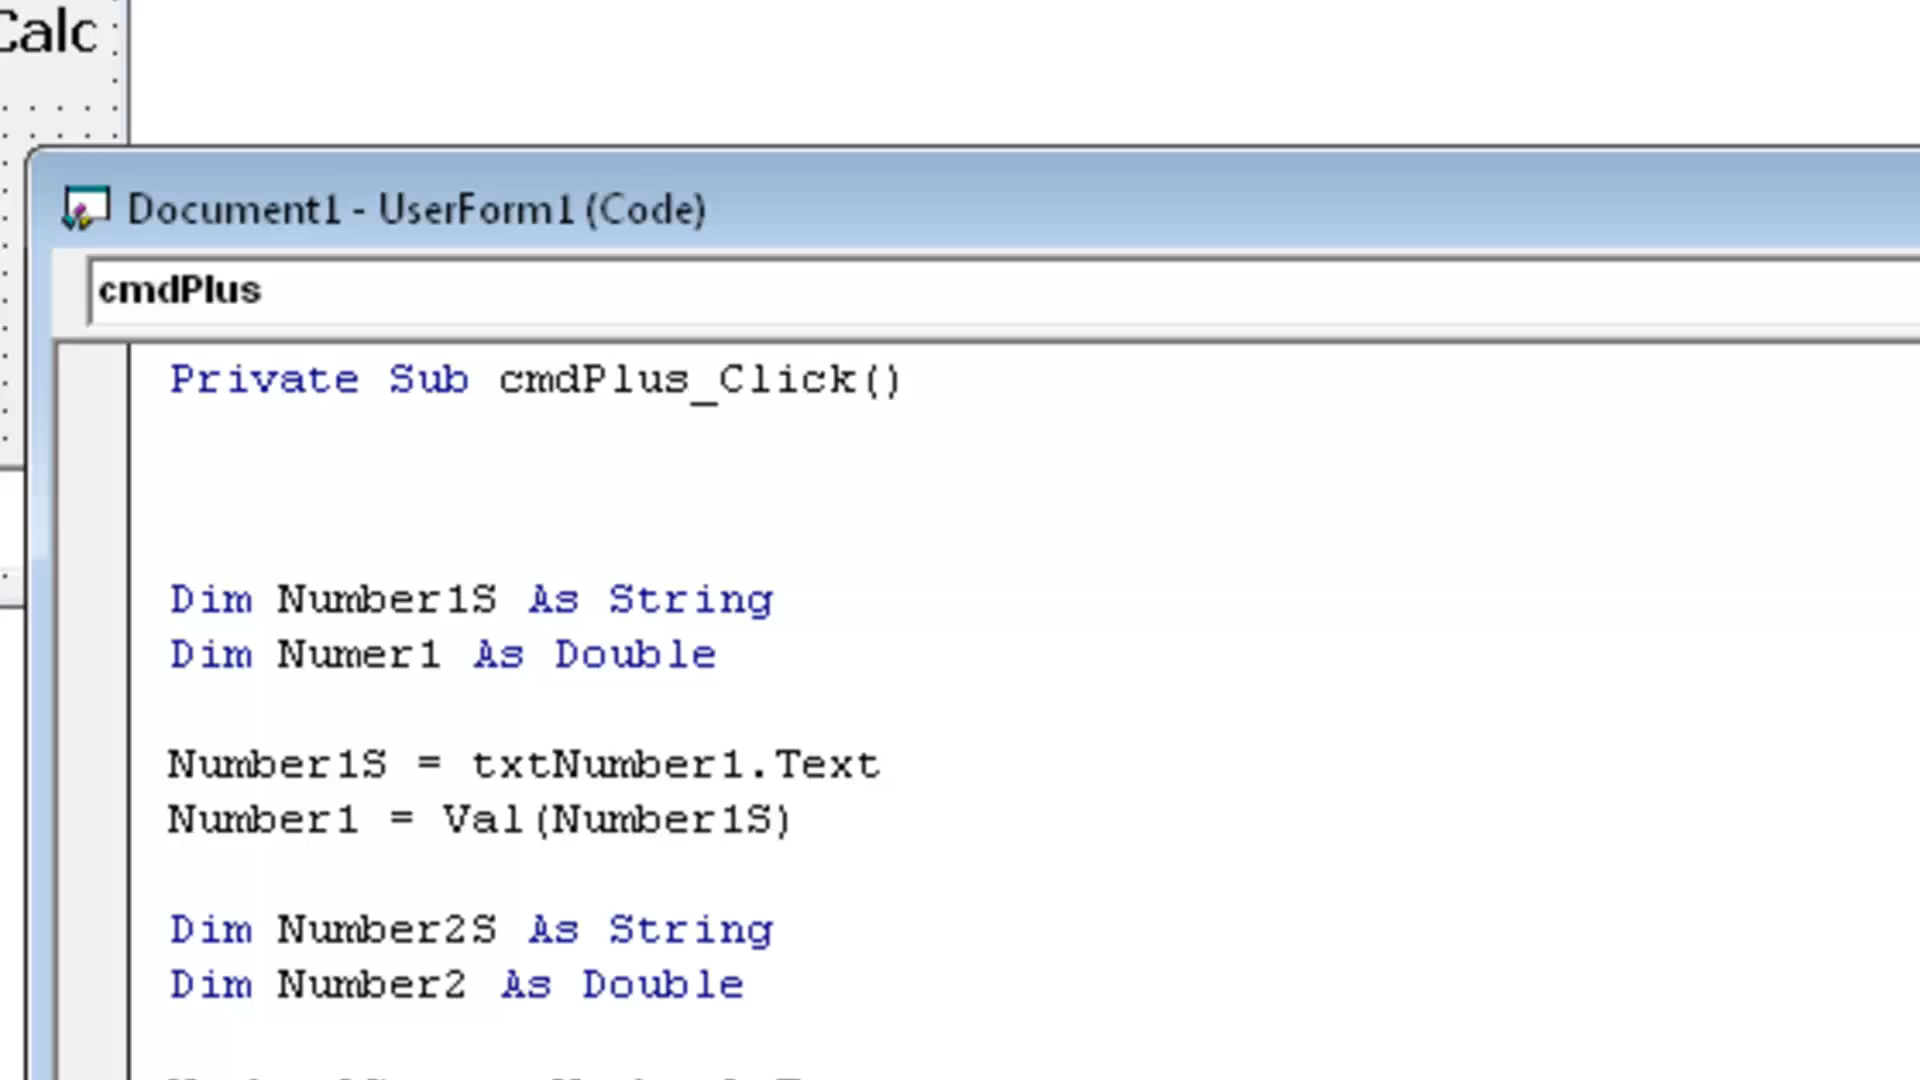 Calc
Document1 - UserForm1 (Code)
cmdPlus
Private Sub cmdPlus_Click()
Dim Number1S As String
Dim Numer1 As Double
Number1S = txtNumber1.Text
Number1 = Val(Number1S)
Dim Number2S As String
Dim Number2 As Double